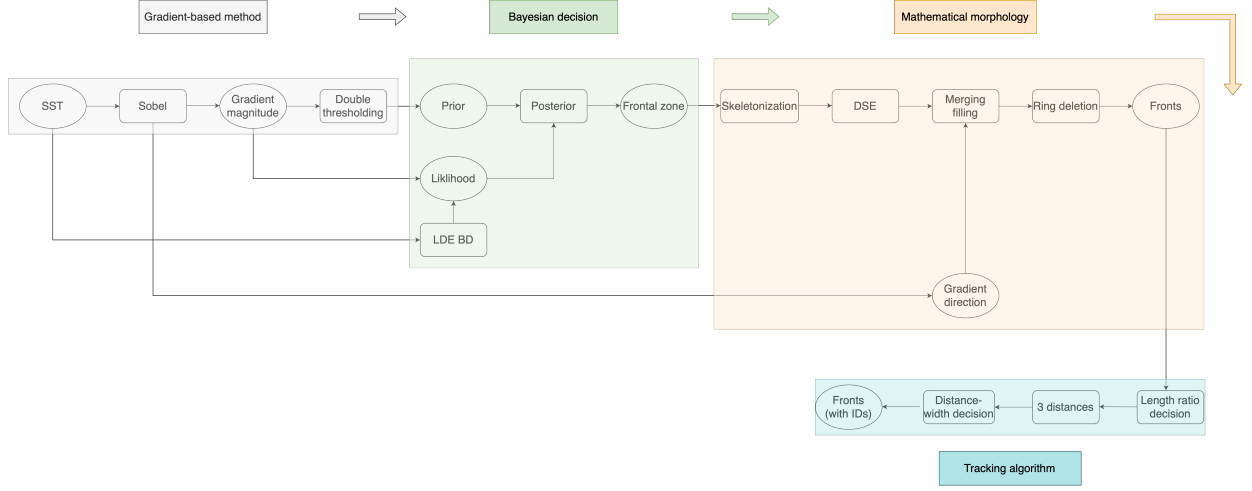 Gradient-based method
Bayesian decision
Mathematical morphology
SST
Sobel
Gradient
magnitude
Double
thresholding
Prior
Posterior
Frontal zone
Skeletonization
DSE
Merging
filling
Ring deletion
Fronts
Liklihood
LDE BD
Gradient
direction
Fronts
(with IDs)
Distance-
width decision
3 distances
Length ratio
decision
Tracking algorithm